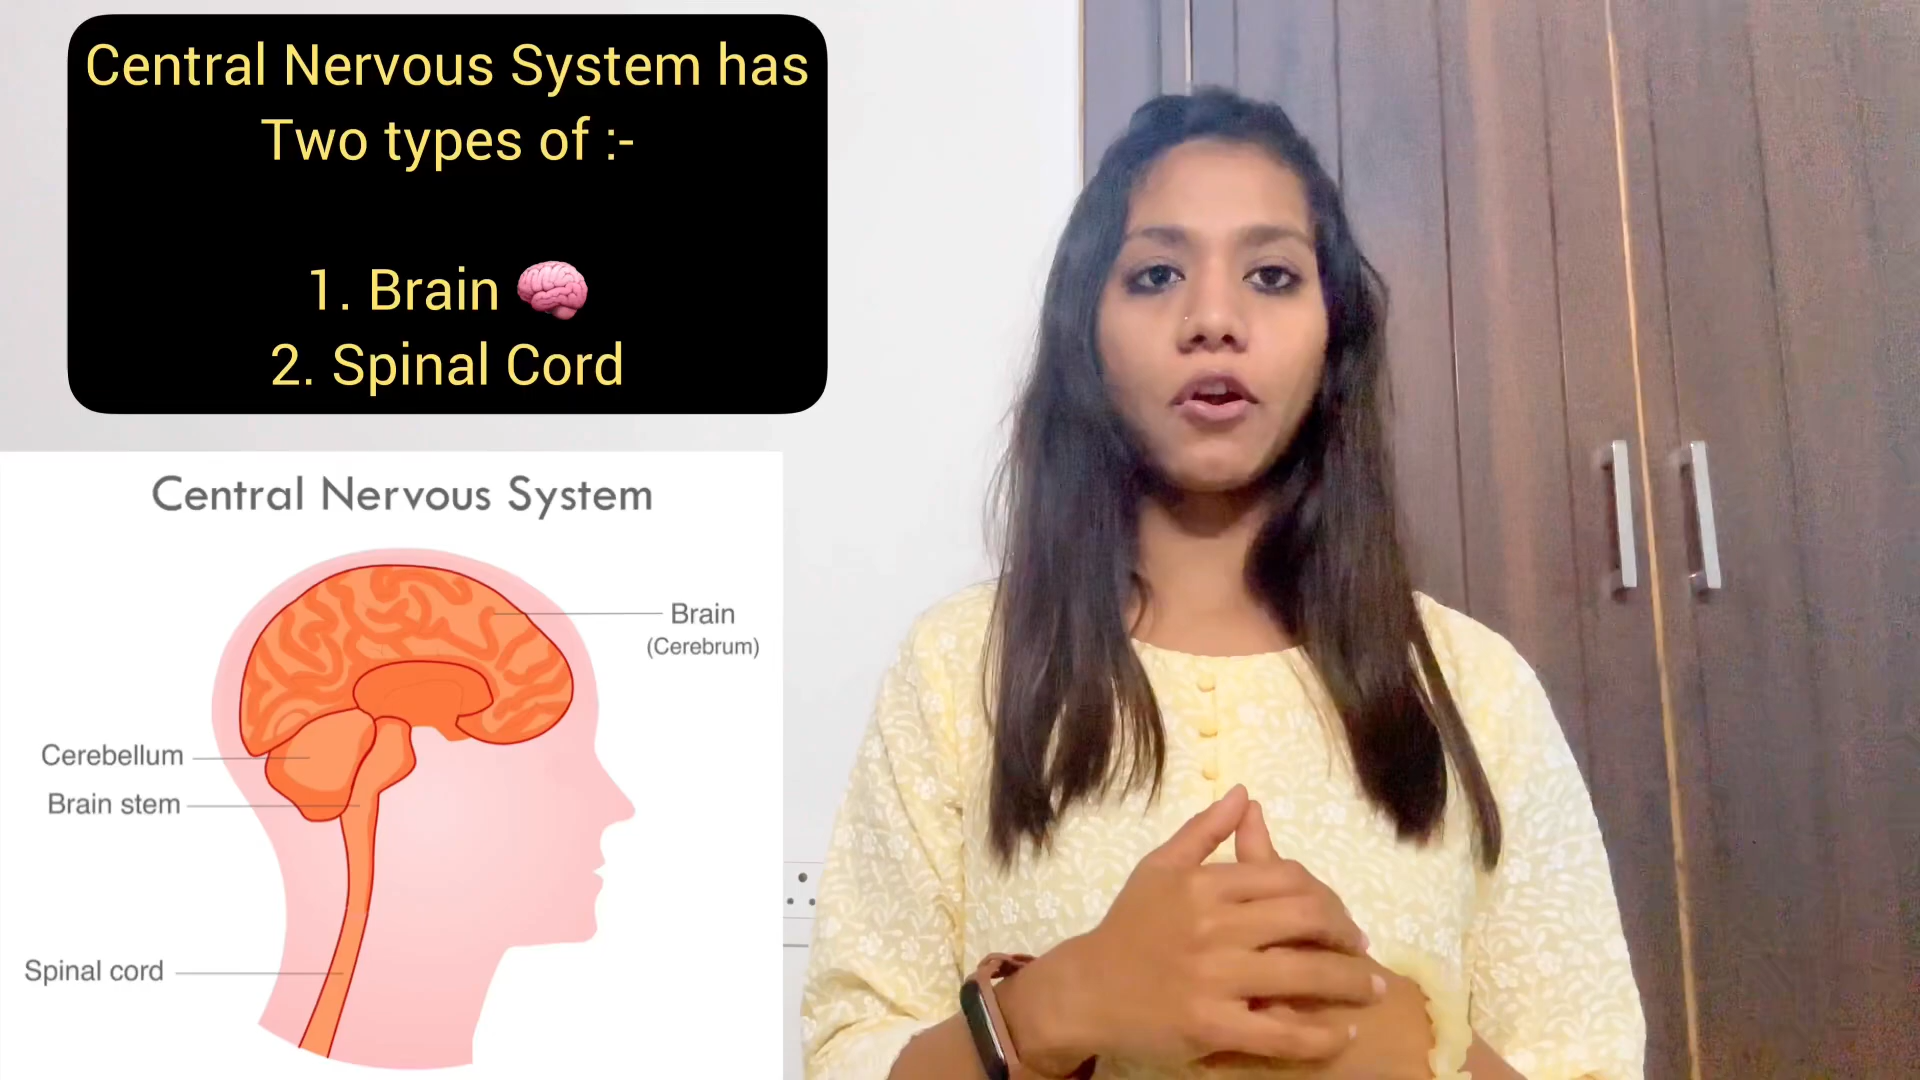 Central Nervous System has
Two types of :-
1. Brain 🧠
2. Spinal Cord
Central Nervous System
Brain
(Cerebrum)
Cerebellum
Brain stem
Spinal cord